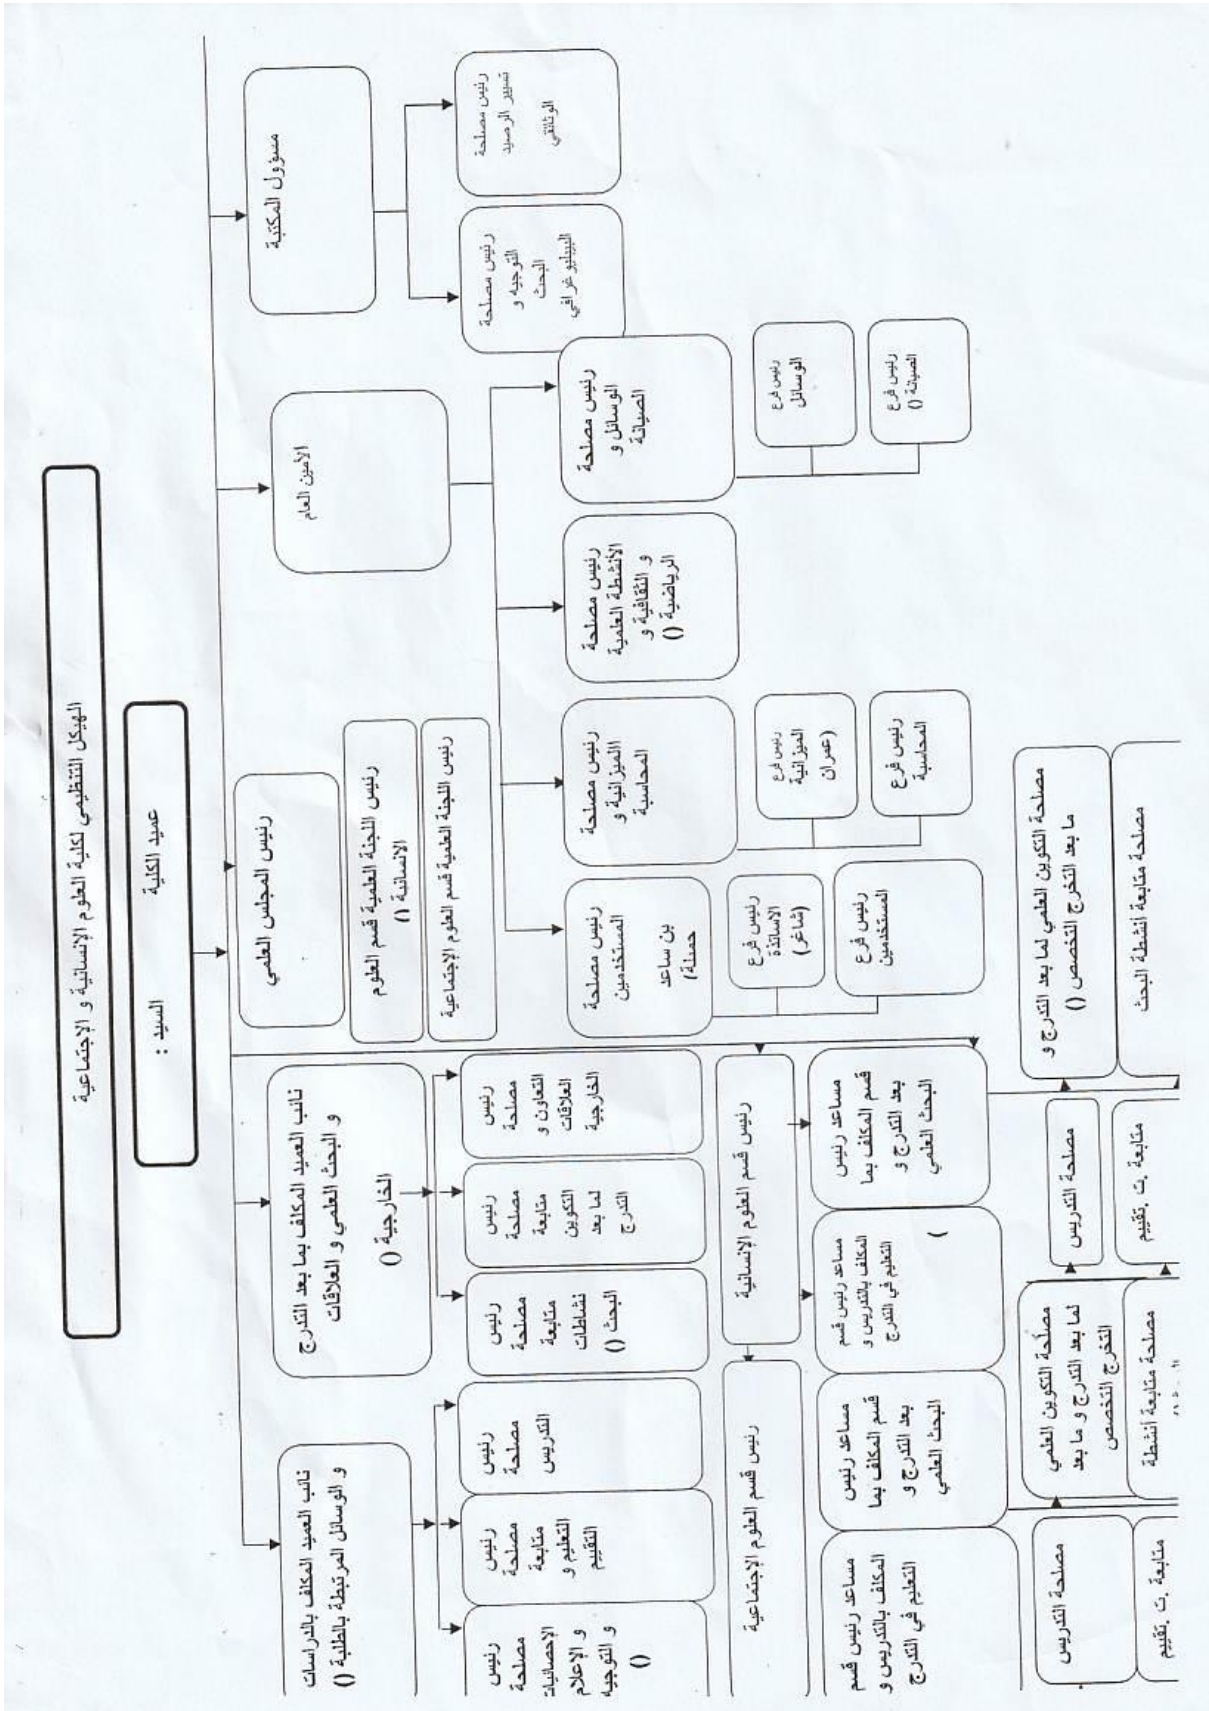 الهيكل التنظيمي لكلية العلوم الإنسانية و الإجتماعية
السيد : عميد الكلية
مسؤول المكتبة
رئيس مصلحة
تسيير الرصيد
الوثائقي
رئيس مصلحة
التوجيه و
البحث
الببليوغرافي
الأمين العام
رئيس مصلحة
الوسائل و
الصيانة
رئيس فرع
الوسائل
رئيس فرع
الصيانة ()
رئيس مصلحة
الأنشطة العلمية
و الثقافية و
الرياضية ()
رئيس مصلحة
االميزانية و
المحاسبة
رئيس فرع
الميزانية
(عمران
رئيس فرع
المحاسبة
رئيس مصلحة
المستخدمين
بن ساعد
حميلة)
رئيس فرع
الاساتذة
(شاغر)
رئيس فرع
المستخدمين
رئيس المجلس العلمي
رئيس اللجنة العلمية قسم العلوم
الانسانية ()
رئيس اللجنة العلمية قسم العلوم الإجتماعية
نائب العميد المكلف بما بعد التدرج
و البحث العلمي و العلاقات
الخارجية ()
رئيس
مصلحة
التعاون و
العلاقات
الخارجية
رئيس
مصلحة
متابعة
التكوين
لما بعد
التدرج
رئيس
مصلحة
متابعة
نشاطات
البحث ()
نائب العميد المكلف بالدراسات
و الوسائل المرتبطة بالطلبة ()
رئيس
مصلحة
التدريس
رئيس
مصلحة
متابعة
التعليم و
التقييم
رئيس
مصلحة
الإحصائيات
و الإعلام
و التوجيه
()
رئيس قسم العلوم الإنسانية
مساعد رئيس
قسم المكلف بما
بعد التدرج و
البحث العلمي
مساعد رئيس قسم
المكلف بالتدريس و
التعليم في التدرج
)
رئيس قسم العلوم الإجتماعية
مساعد رئيس
قسم المكلف بما
بعد التدرج و
البحث العلمي
مساعد رئيس قسم
المكلف بالتدريس و
التعليم في التدرج
مصلحة التكوين العلمي لما بعد التدرج و
ما بعد التخرج التخصص ()
مصلحة متابعة أنشطة البحث
مصلحة التدريس
متابعة .ت .تقييم
مصلحة التكوين العلمي
لما بعد التدرج و ما بعد
التخرج التخصص
مصلحة متابعة أنشطة
مصلحة التدريس
متابعة .ت .تقييم